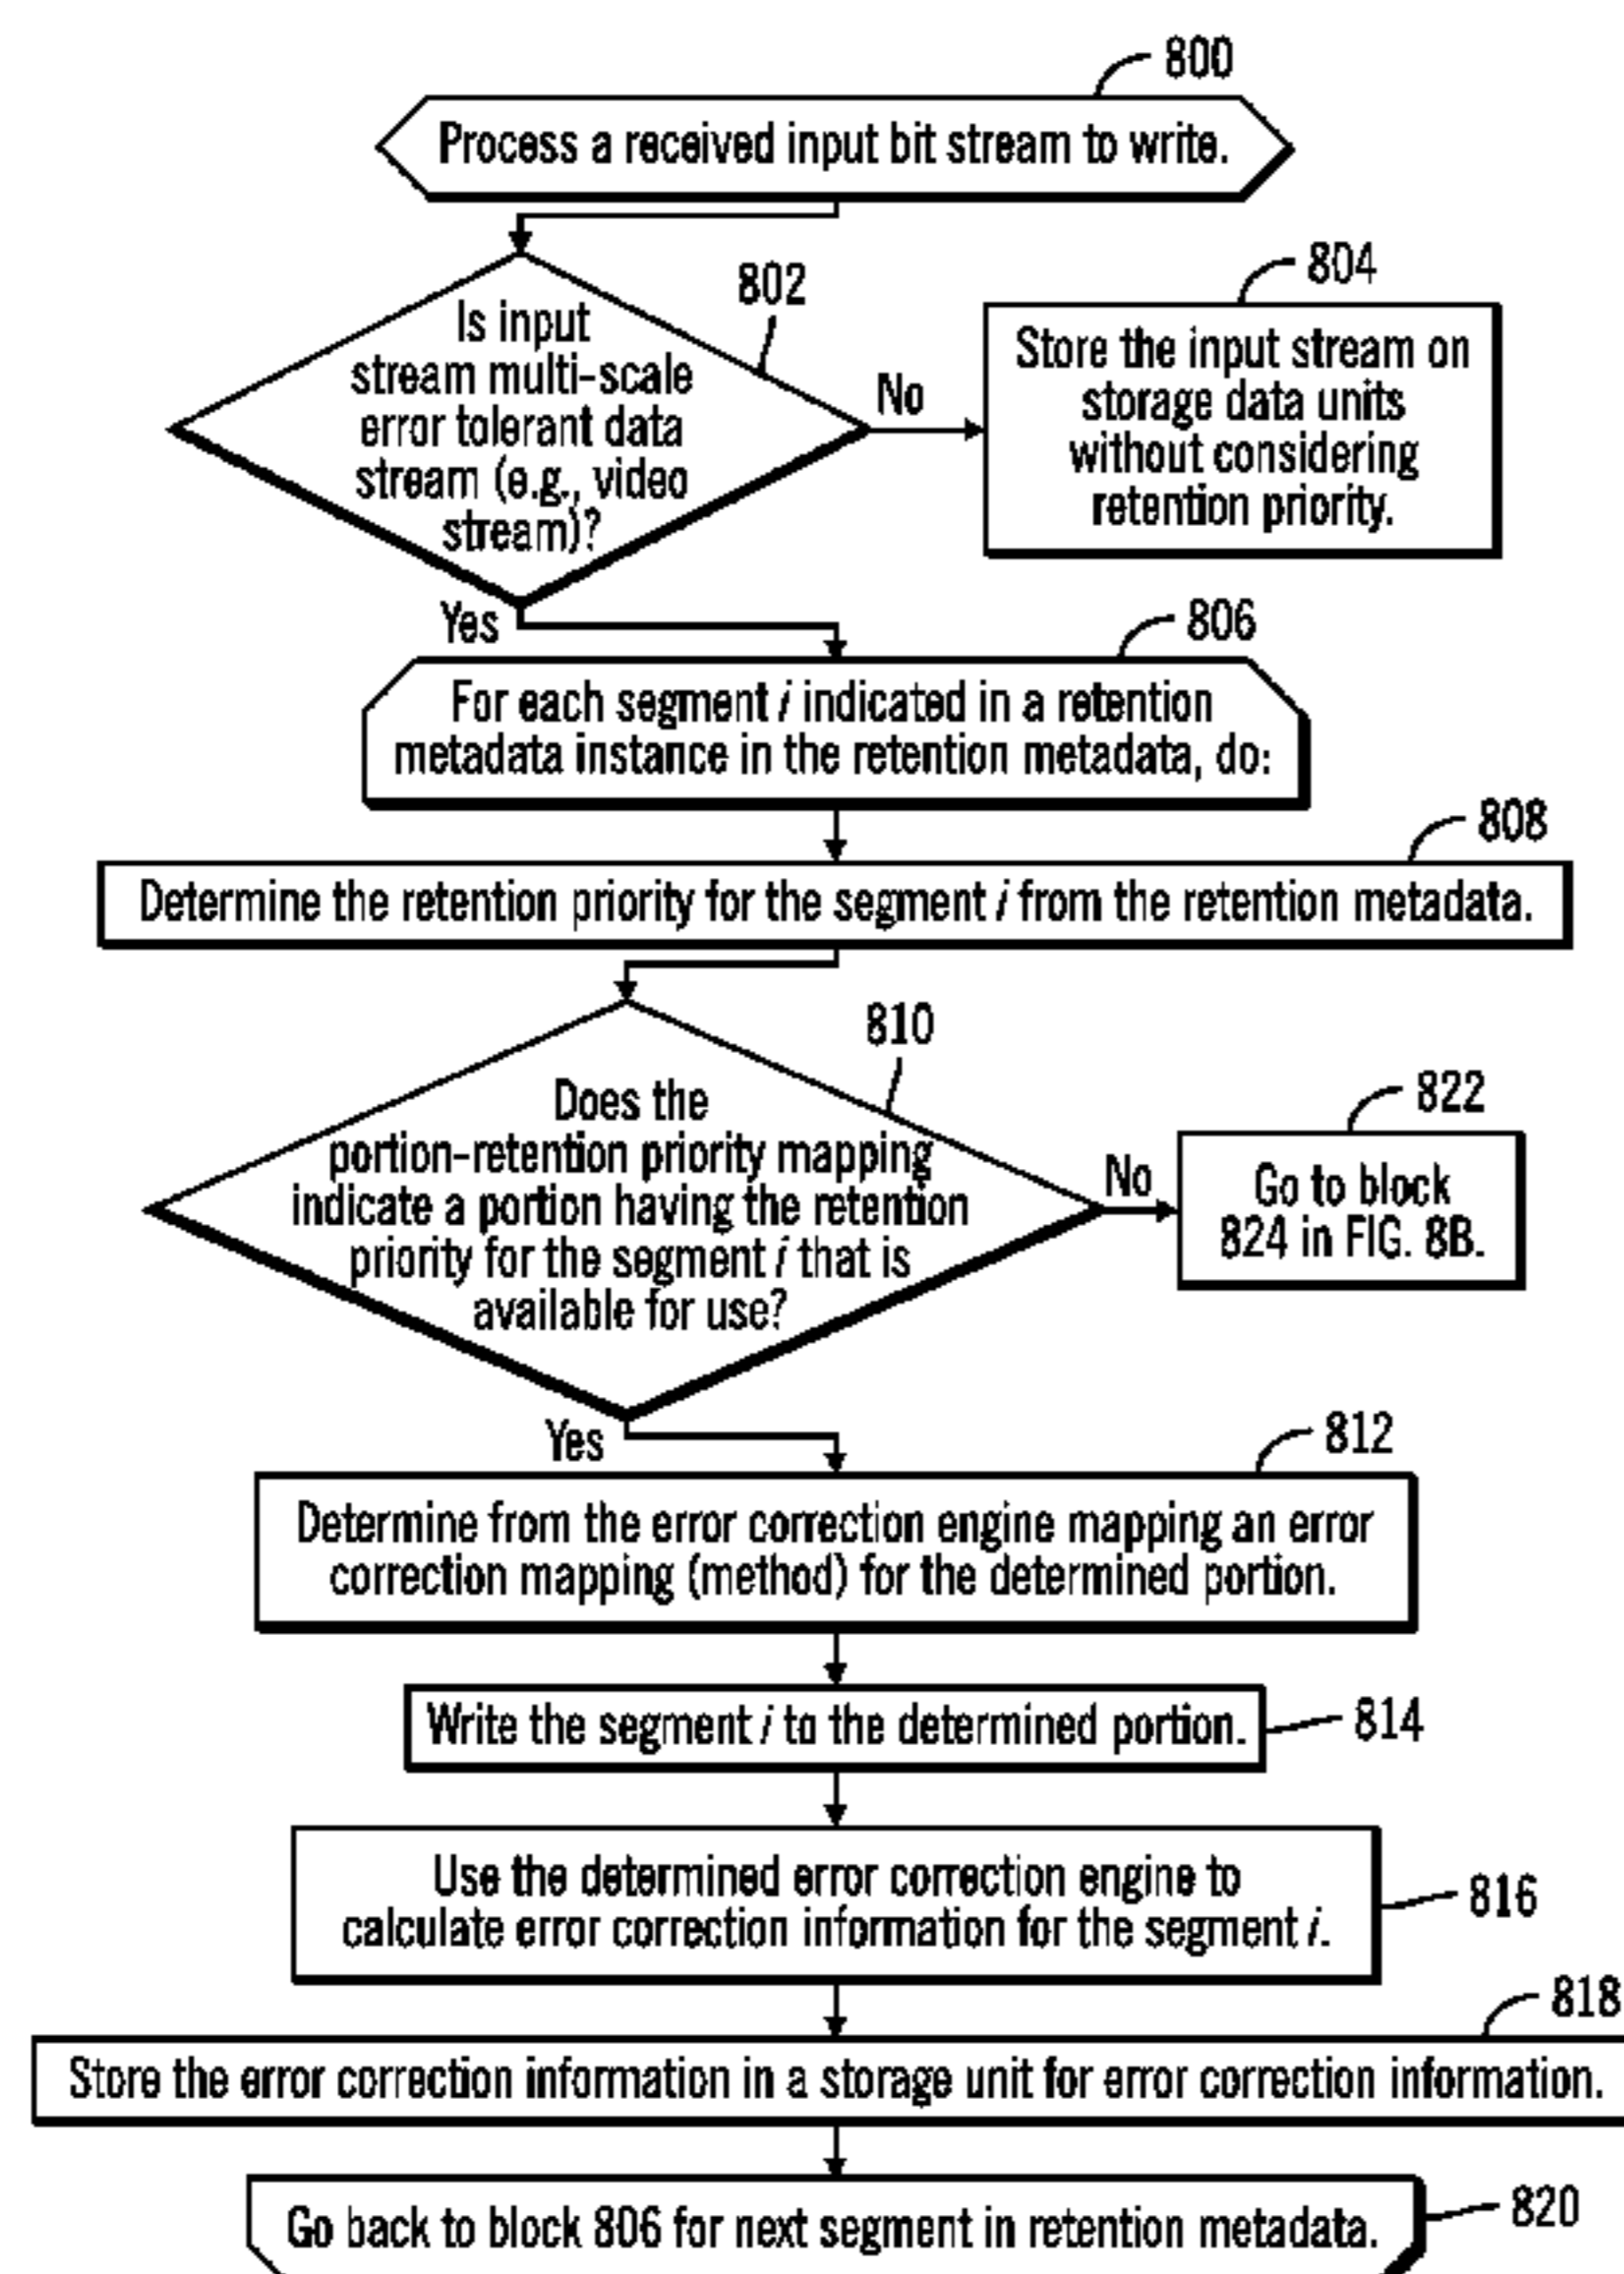 800
Process a received input bit stream to write.
802
Is input
stream multi-scale
error tolerant data
stream (e.g., video
stream)?
No
804
Store the input stream on
storage data units
without considering
retention priority.
Yes
806
For each segment i indicated in a retention
metadata instance in the retention metadata, do:
808
Determine the retention priority for the segment i from the retention metadata.
810
Does the
portion-retention priority mapping
indicate a portion having the retention
priority for the segment i that is
available for use?
No
822
Go to block
824 in FIG. 8B.
Yes
812
Determine from the error correction engine mapping an error
correction mapping (method) for the determined portion.
Write the segment i to the determined portion.
814
Use the determined error correction engine to
calculate error correction information for the segment i.
816
818
Store the error correction information in a storage unit for error correction information.
Go back to block 806 for next segment in retention metadata.
820